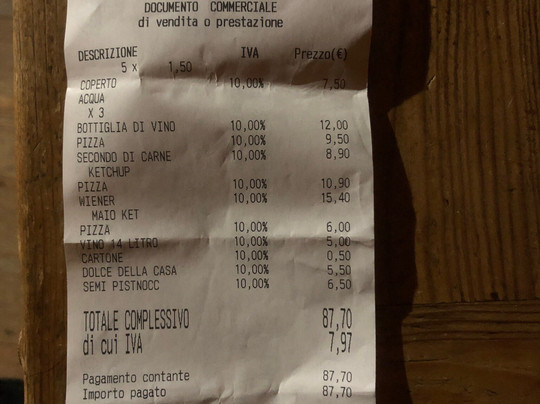 DOCUMENTO COMMERCIALE
di vendita o prestazione
DESCRIZIONE IVA Prezzo(€)
5 x 1,50
COPERTO 10,00% 7,50
ACQUA
X 3
BOTTIGLIA DI VINO 10,00% 12,00
PIZZA 10,00% 9,50
SECONDO DI CARNE 10,00% 8,90
KETCHUP
PIZZA 10,00% 10,90
WIENER 10,00% 15,40
MAIO KET
PIZZA 10,00% 6,00
VINO 14 LITRO 10,00% 5,00
CARTONE 10,00% 0,50
DOLCE DELLA CASA 10,00% 5,50
SEMI PISTNOCC 10,00% 6,50
TOTALE COMPLESSIVO 87,70
di cui IVA 7,97
Pagamento contante 87,70
Importo pagato 87,70